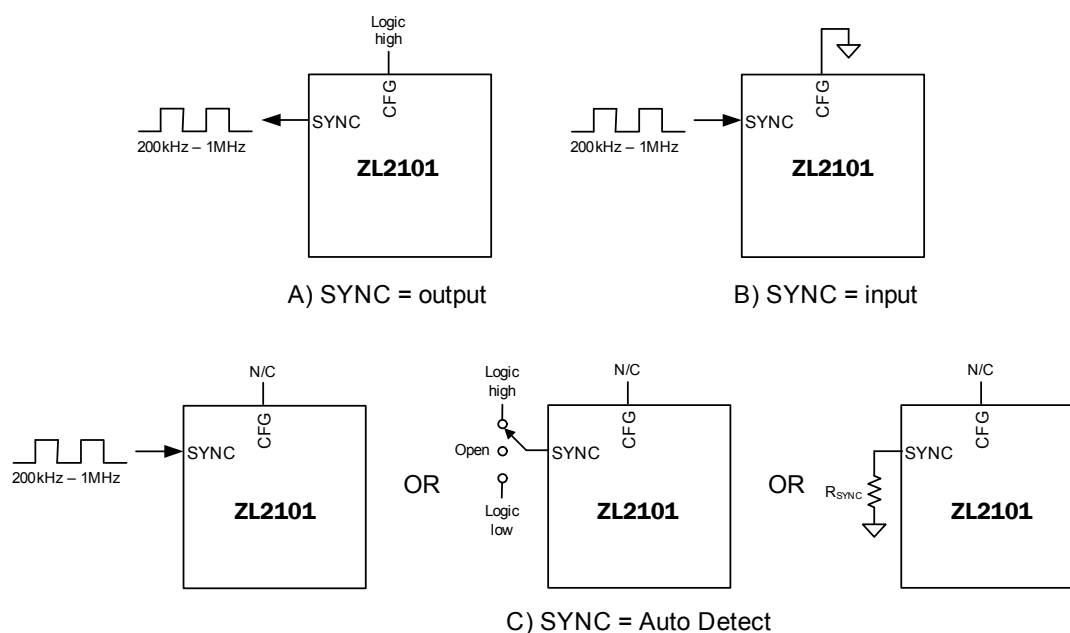 Logic
high
CFG
SYNC
200kHz – 1MHz
ZL2101
A) SYNC = output
CFG
SYNC
200kHz – 1MHz
ZL2101
B) SYNC = input
N/C
CFG
SYNC
200kHz – 1MHz
ZL2101
OR
Logic
high
Open
Logic
low
N/C
CFG
SYNC
ZL2101
OR
N/C
CFG
SYNC
RSYNC
ZL2101
C) SYNC = Auto Detect